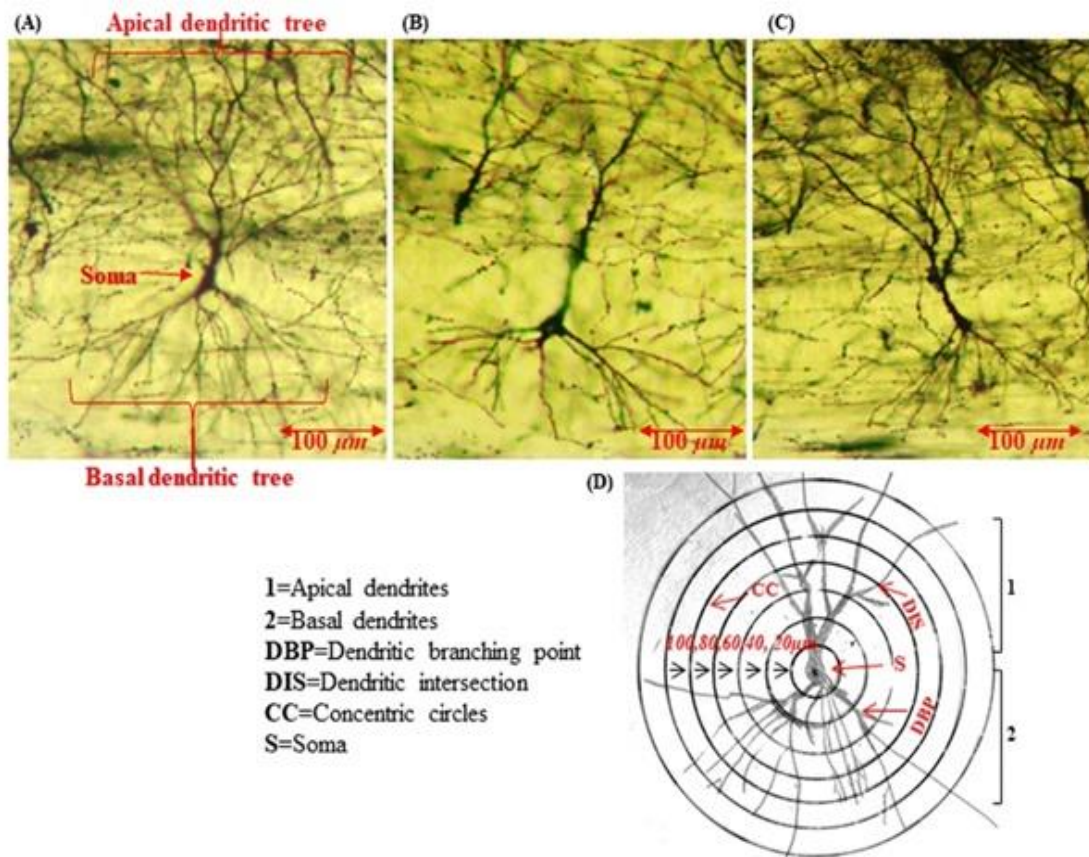 (A)
Apical dendritic tree
(B)
(C)
Soma
100 µm
100 µm
100 µm
Basal dendritic tree
(D)
1=Apical dendrites
2=Basal dendrites
DBP=Dendritic branching point
DIS=Dendritic intersection
CC=Concentric circles
S=Soma
CC
DIS
1
100,80,60,40, 20µm
S
DBP
2